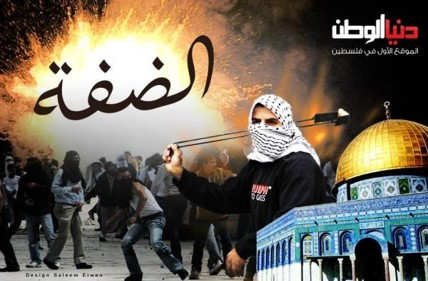 دنيا الوطن
الموقع الأول في فلسطين
الضفة
Design Saleem Elwan